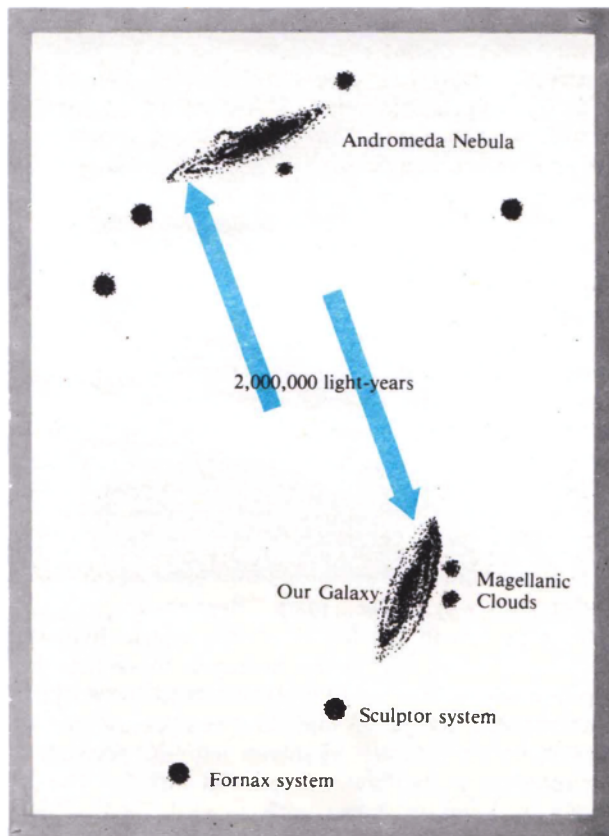 Andromeda Nebula
2,000,000 light-years
Our Galaxy
Magellanic
Clouds
Sculptor system
Fornax system